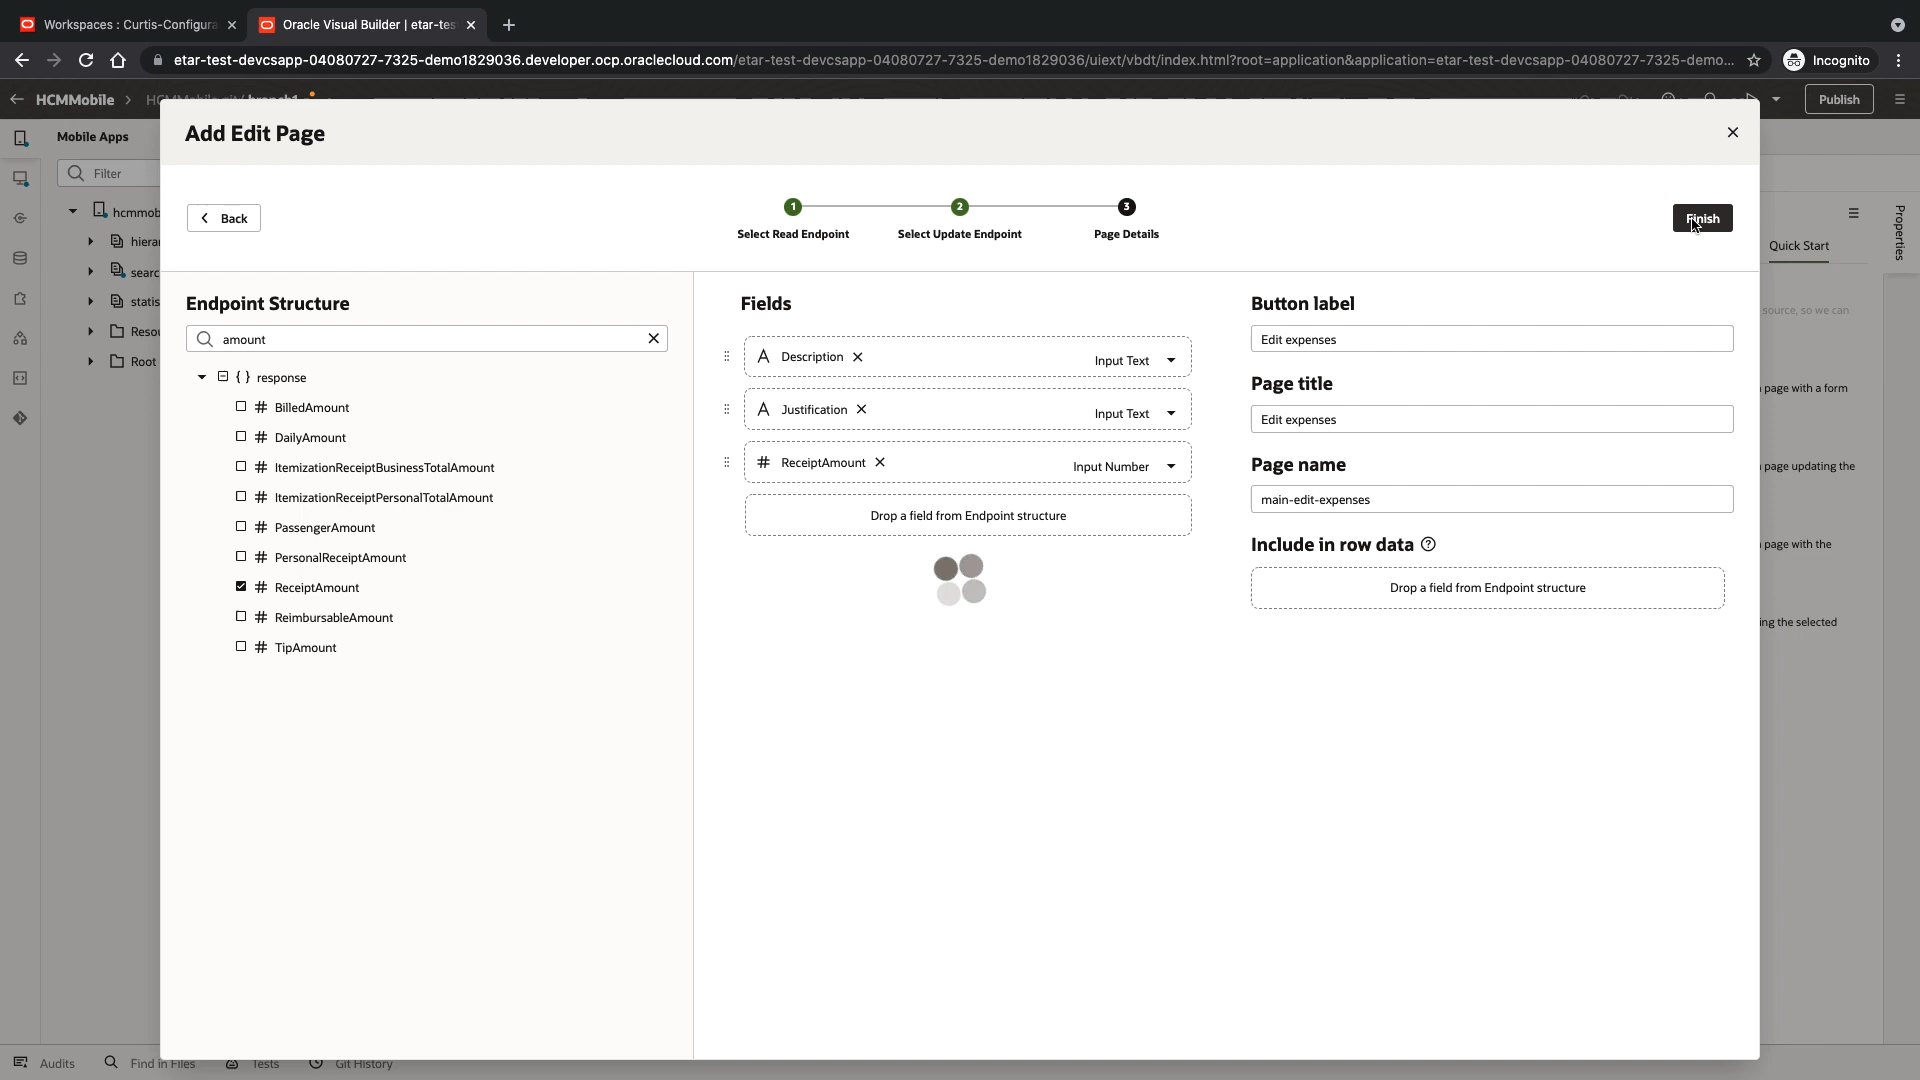 Workspaces : Curtis-Configura
Oracle Visual Builder | etar-tes
etar-test-devcsapp-04080727-7325-demo1829036.developer.ocp.oraclecloud.com/etar-test-devcsapp-04080727-7325-demo1829036/uiext/vbdt/index.html?root=application&application=etar-test-devcsapp-04080727-7325-demo...
Incognito
HCMMobile
Publish
Mobile Apps
Filter
hcmmob
hierar
searc
statis
Resou
Root
Add Edit Page
Back
1
2
3
Select Read Endpoint
Select Update Endpoint
Page Details
Finish
Endpoint Structure
amount
{ } response
# BilledAmount
# DailyAmount
# ItemizationReceiptBusinessTotalAmount
# ItemizationReceiptPersonalTotalAmount
# PassengerAmount
# PersonalReceiptAmount
# ReceiptAmount
# ReimbursableAmount
# TipAmount
Fields
A Description Input Text
A Justification Input Text
# ReceiptAmount Input Number
Drop a field from Endpoint structure
Button label
Edit expenses
Page title
Edit expenses
Page name
main-edit-expenses
Include in row data ?
Drop a field from Endpoint structure
Properties
Quick Start
source, so we can
page with a form
page updating the
page with the
ing the selected
Audits
Find in Files
Tests
Git History